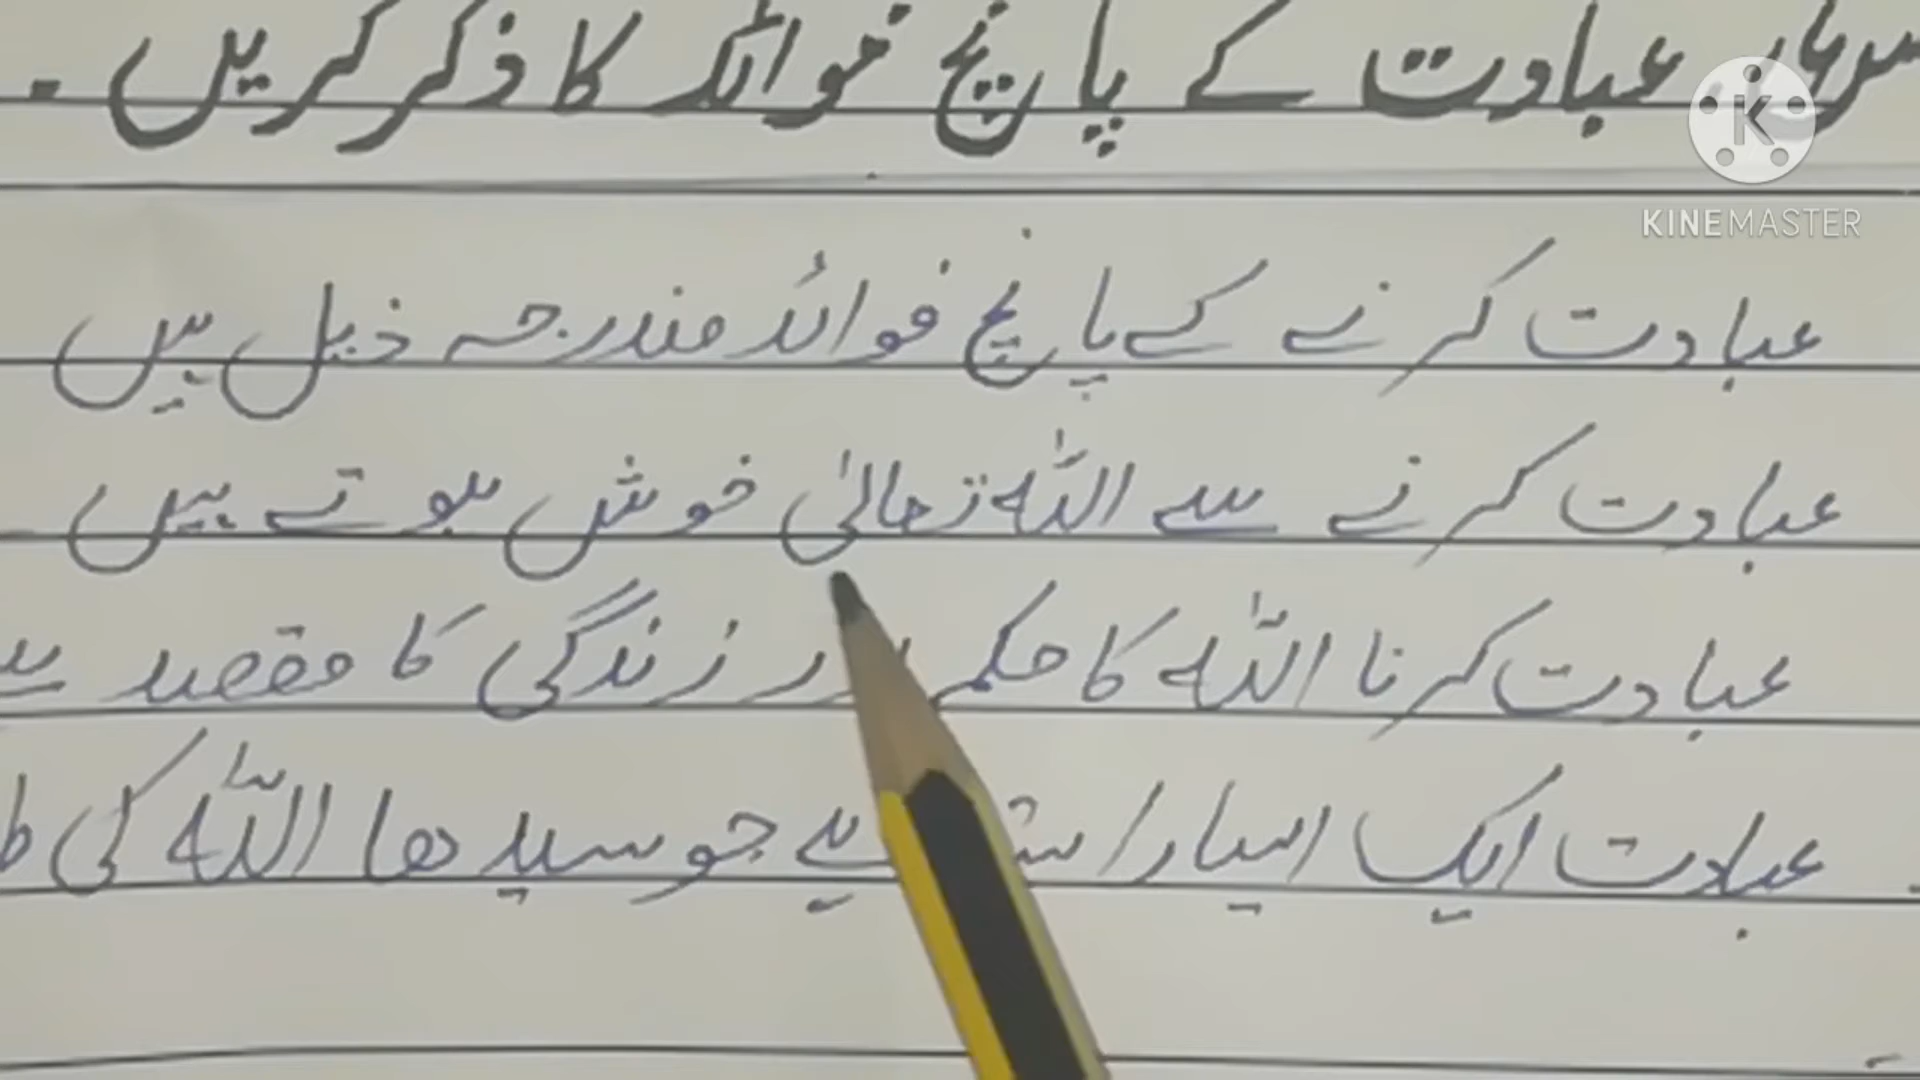 عبادت کے پانچ فوائد کا ذکر کریں ۔
KINEMASTER
عبادت کرنے کے پانچ فوائد مندرجہ ذیل ہیں
عبادت کرنے سے اللہ تعالیٰ خوش ہوتے ہیں
عبادت کرنا اللہ کا حکم زندگی کا مقصد ہے
عبادت ایک ایسا راستہ ہے جو سیدھا اللہ کی